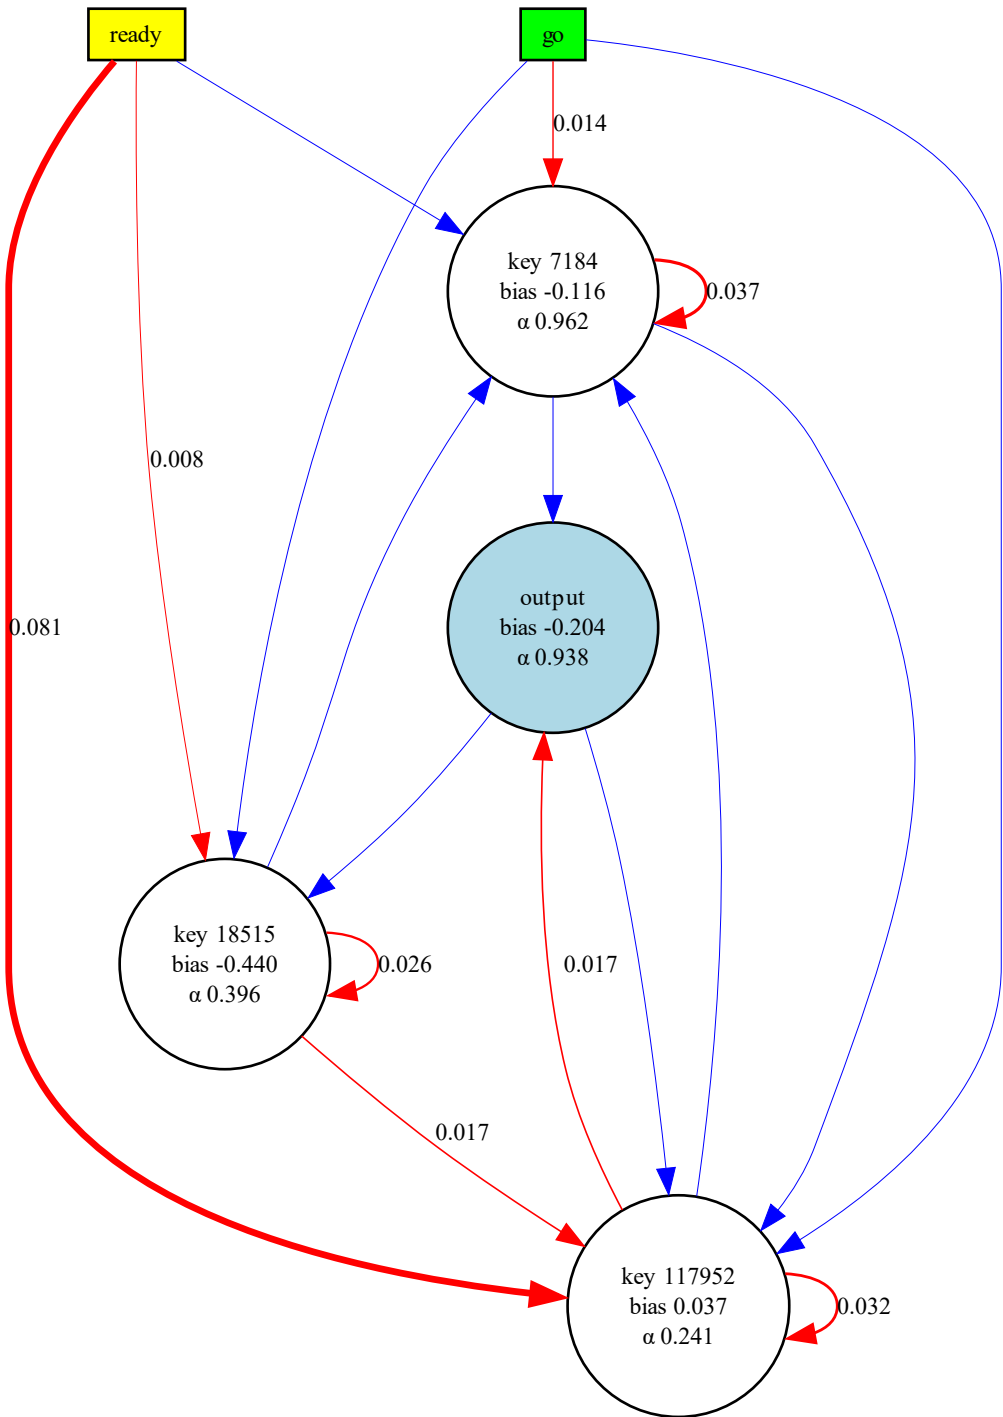 ready
go
0.014
key 7184
bias -0.116
α 0.962
0.037
0.008
output
bias -0.204
α 0.938
0.081
key 18515
bias -0.440
α 0.396
0.026
0.017
0.017
key 117952
bias 0.037
α 0.241
0.032